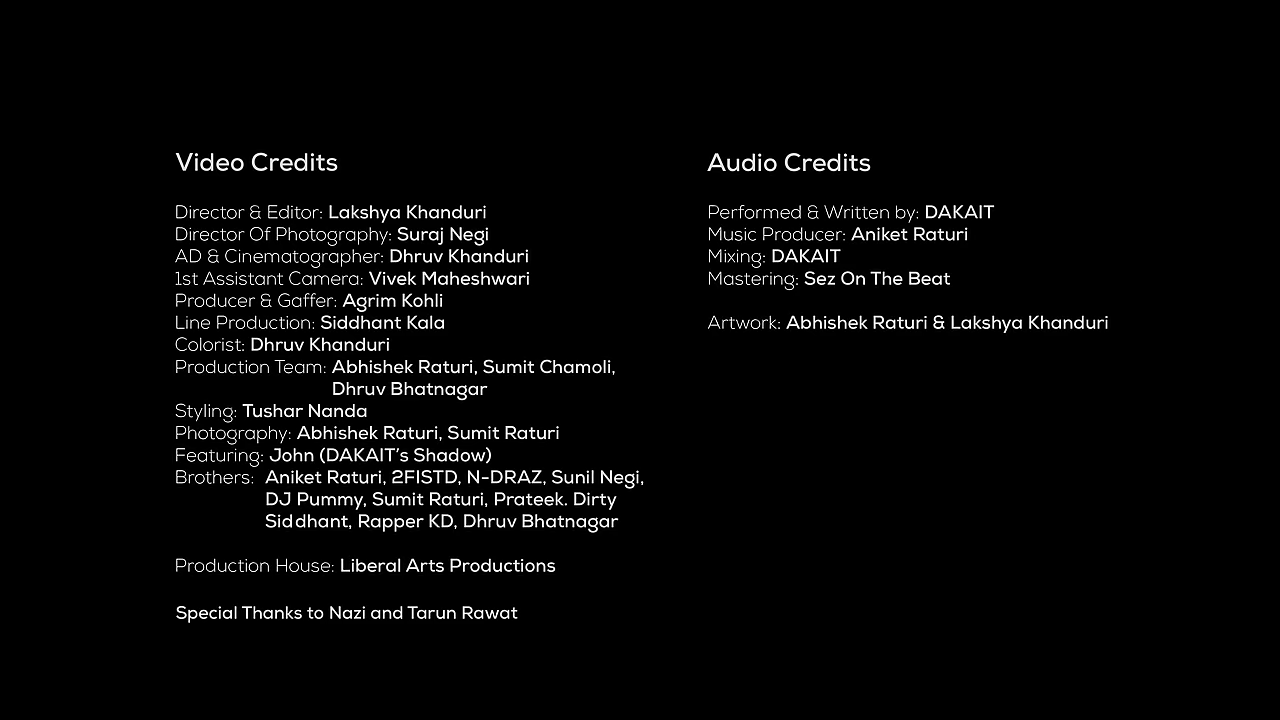 Video Credits
Director & Editor: Lakshya Khanduri
Director Of Photography: Suraj Negi
AD & Cinematographer: Dhruv Khanduri
1st Assistant Camera: Vivek Maheshwari
Producer & Gaffer: Agrim Kohli
Line Production: Siddhant Kala
Colorist: Dhruv Khanduri
Production Team: Abhishek Raturi, Sumit Chamoli,
Dhruv Bhatnagar
Styling: Tushar Nanda
Photography: Abhishek Raturi, Sumit Raturi
Featuring: John (DAKAIT's Shadow)
Brothers: Aniket Raturi, 2FISTD, N-DRAZ, Sunil Negi,
DJ Pummy, Sumit Raturi, Prateek. Dirty
Siddhant, Rapper KD, Dhruv Bhatnagar
Production House: Liberal Arts Productions
Special Thanks to Nazi and Tarun Rawat
Audio Credits
Performed & Written by: DAKAIT
Music Producer: Aniket Raturi
Mixing: DAKAIT
Mastering: Sez On The Beat
Artwork: Abhishek Raturi & Lakshya Khanduri